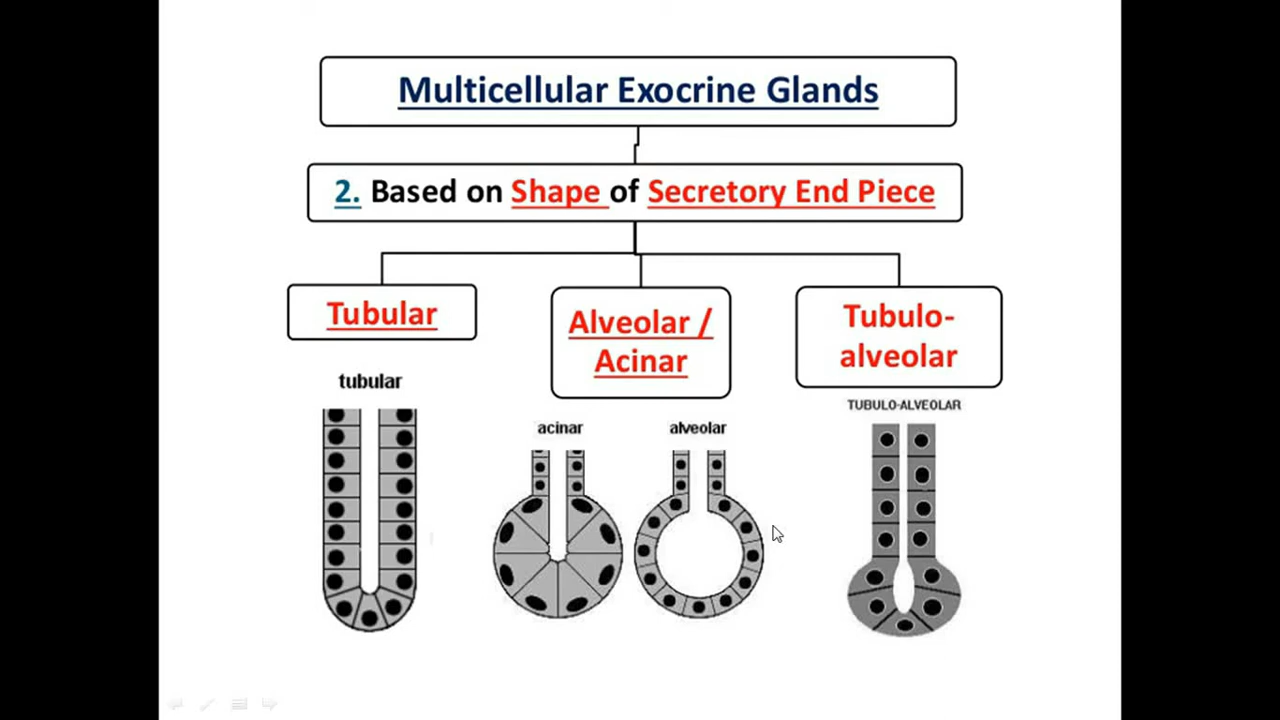 Multicellular Exocrine Glands
2. Based on Shape of Secretory End Piece
Tubular
Alveolar /
Acinar
Tubulo-
alveolar
tubular
acinar
alveolar
TUBULO-ALVEOLAR